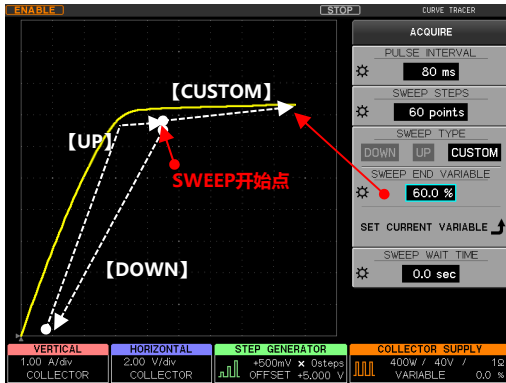 ENABLE
STOP
CURVE TRACER
ACQUIRE
PULSE INTERVAL
80 ms
SWEEP STEPS
60 points
SWEEP TYPE
DOWN UP CUSTOM
SWEEP END VARIABLE
60.0 %
SET CURRENT VARIABLE
SWEEP WAIT TIME
0.0 sec
【CUSTOM】
【UP】
SWEEP开始点
【DOWN】
VERTICAL
1.00 A/div
COLLECTOR
HORIZONTAL
2.00 V/div
COLLECTOR
STEP GENERATOR
+500mV × 0steps
OFFSET +5.000 V
COLLECTOR SUPPLY
400W / 40V / 1Ω
VARIABLE 0.0 %